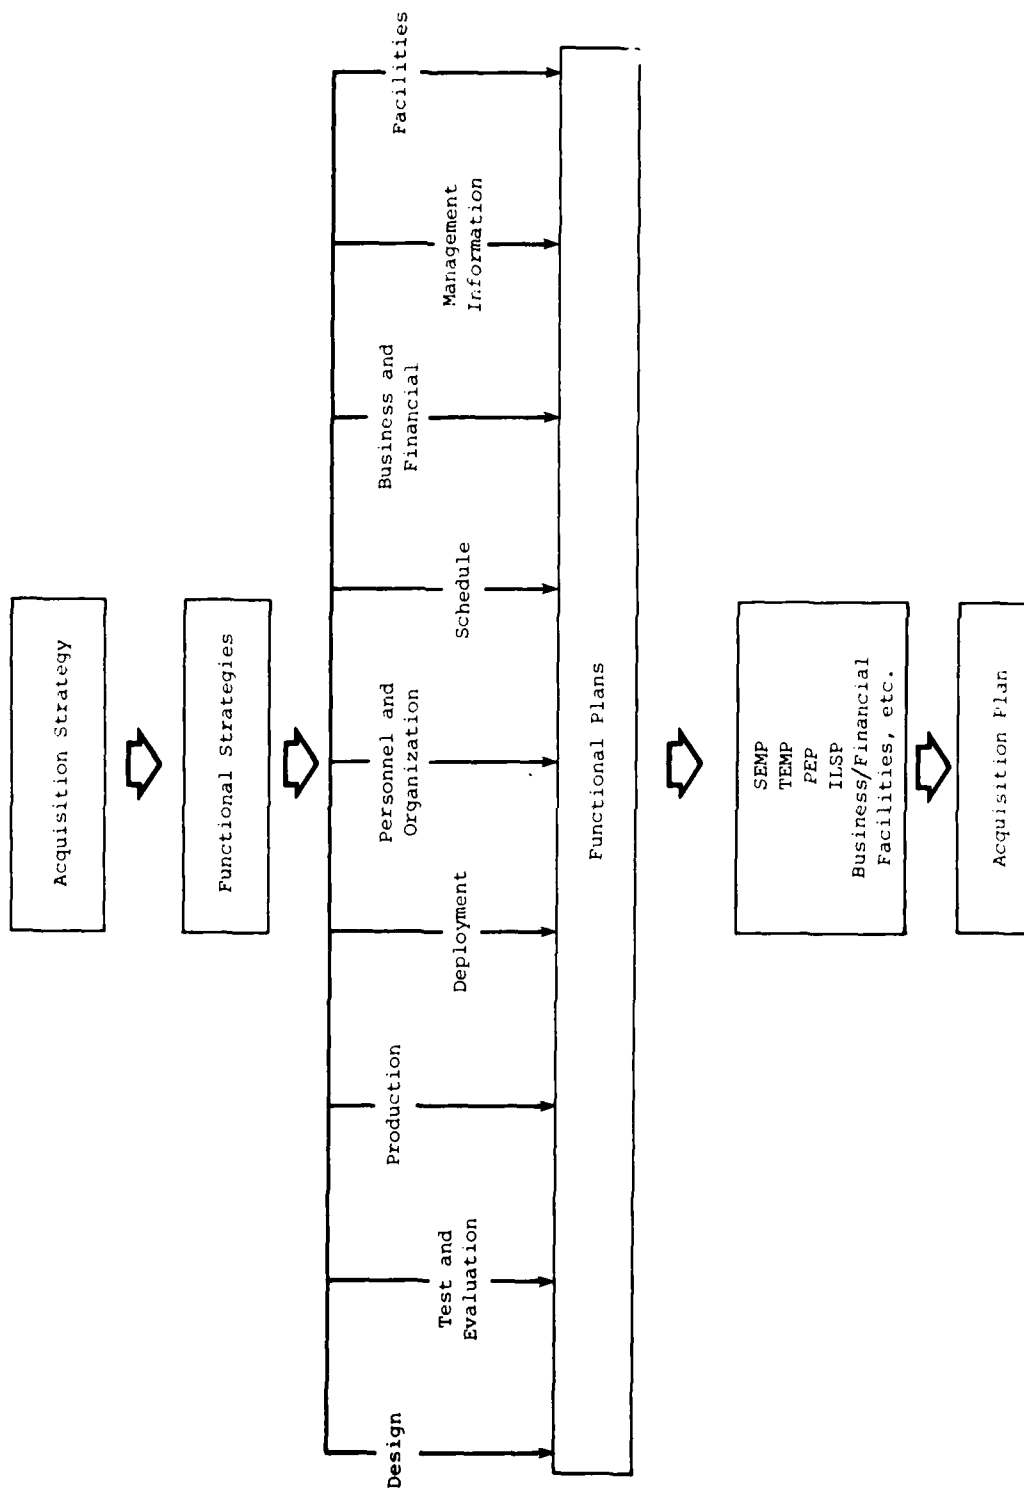 Acquisition Strategy
Functional Strategies
Design
Test and
Evaluation
Production
Deployment
Personnel and
Organization
Schedule
Business and
Financial
Management
Information
Facilities
Functional Plans
SEMP
TEMP
PEP
ILSP
Business/Financial
Facilities, etc.
Acquisition Plan